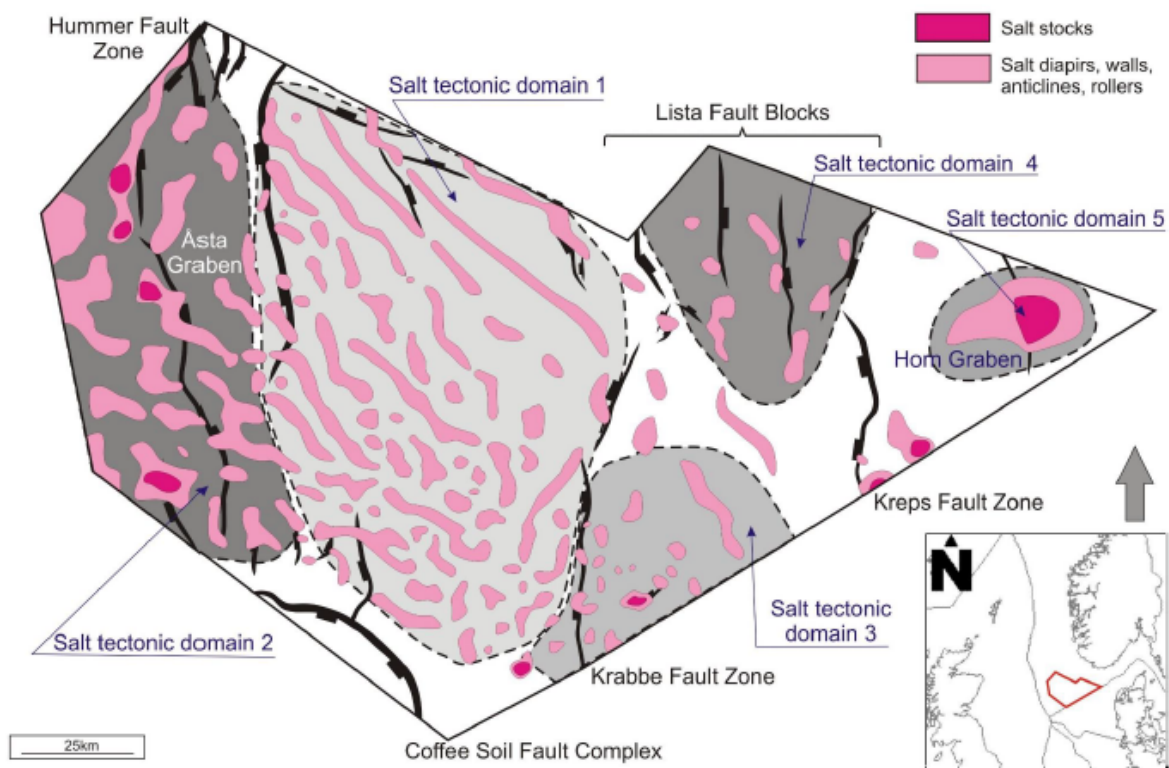 Hummer Fault
Zone
Salt stocks
Salt diapirs, walls,
anticlines, rollers
Salt tectonic domain 1
Lista Fault Blocks
Salt tectonic domain 4
Salt tectonic domain 5
Åsta
Graben
Horn Graben
Kreps Fault Zone
N
Salt tectonic
domain 3
Salt tectonic domain 2
Krabbe Fault Zone
25km
Coffee Soil Fault Complex